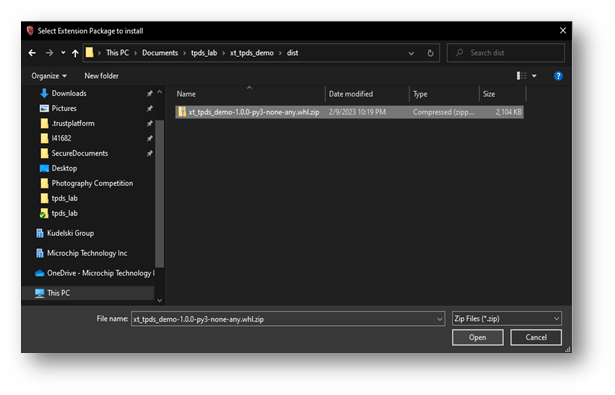 Select Extension Package to install
This PC > Documents > tpds_lab > xt_tpds_demo > dist
Search dist
Organize
New folder
Name
Date modified
Type
Size
xt_tpds_demo-1.0.0-py3-none-any.whl.zip
2/9/2023 10:19 PM
Compressed (zipp...
2,104 KB
Downloads
Pictures
.trustplatform
I41682
SecureDocuments
Desktop
Photography Competition
tpds_lab
tpds_lab
Kudelski Group
Microchip Technology Inc
OneDrive - Microchip Technology I
This PC
File name:
xt_tpds_demo-1.0.0-py3-none-any.whl.zip
Zip Files (*.zip)
Open
Cancel